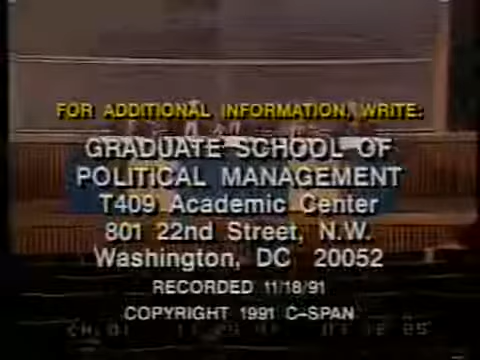 FOR ADDITIONAL INFORMATION, WRITE:
GRADUATE SCHOOL OF
POLITICAL MANAGEMENT
T409 Academic Center
801 22nd Street, N.W.
Washington, DC 20052
RECORDED 11/18/91
COPYRIGHT 1991 C-SPAN